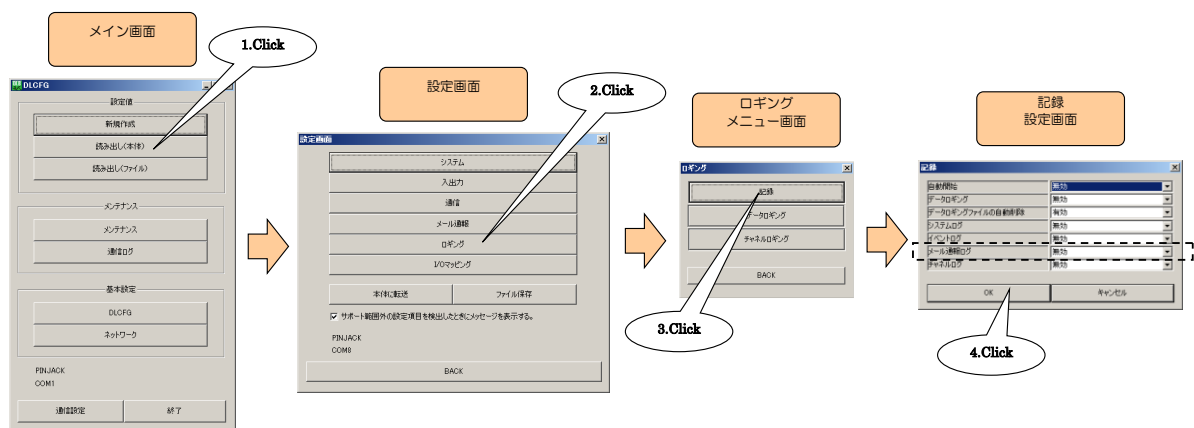 メイン画面
1.Click
DLCFG
設定値
新規作成
読み出し(本体)
読み出し(ファイル)
メンテナンス
メンテナンス
通信ログ
基本設定
DLCFG
ネットワーク
PINJACK
COM1
通信設定
終了
設定画面
2.Click
設定画面
システム
入出力
通信
メール通報
ロギング
I/Oマッピング
本体に転送
ファイル保存
サポート範囲外の設定項目を検出したときにメッセージを表示する。
PINJACK
COM8
BACK
ロギング
メニュー画面
ロギング
記録
データロギング
チャネルロギング
BACK
3.Click
記録
設定画面
記録
自動開始 無効
データロギング 無効
データロギングファイルの自動削除 有効
システムログ 無効
イベントログ 無効
メール通報ログ 無効
チャネルログ 無効
OK
キャンセル
4.Click